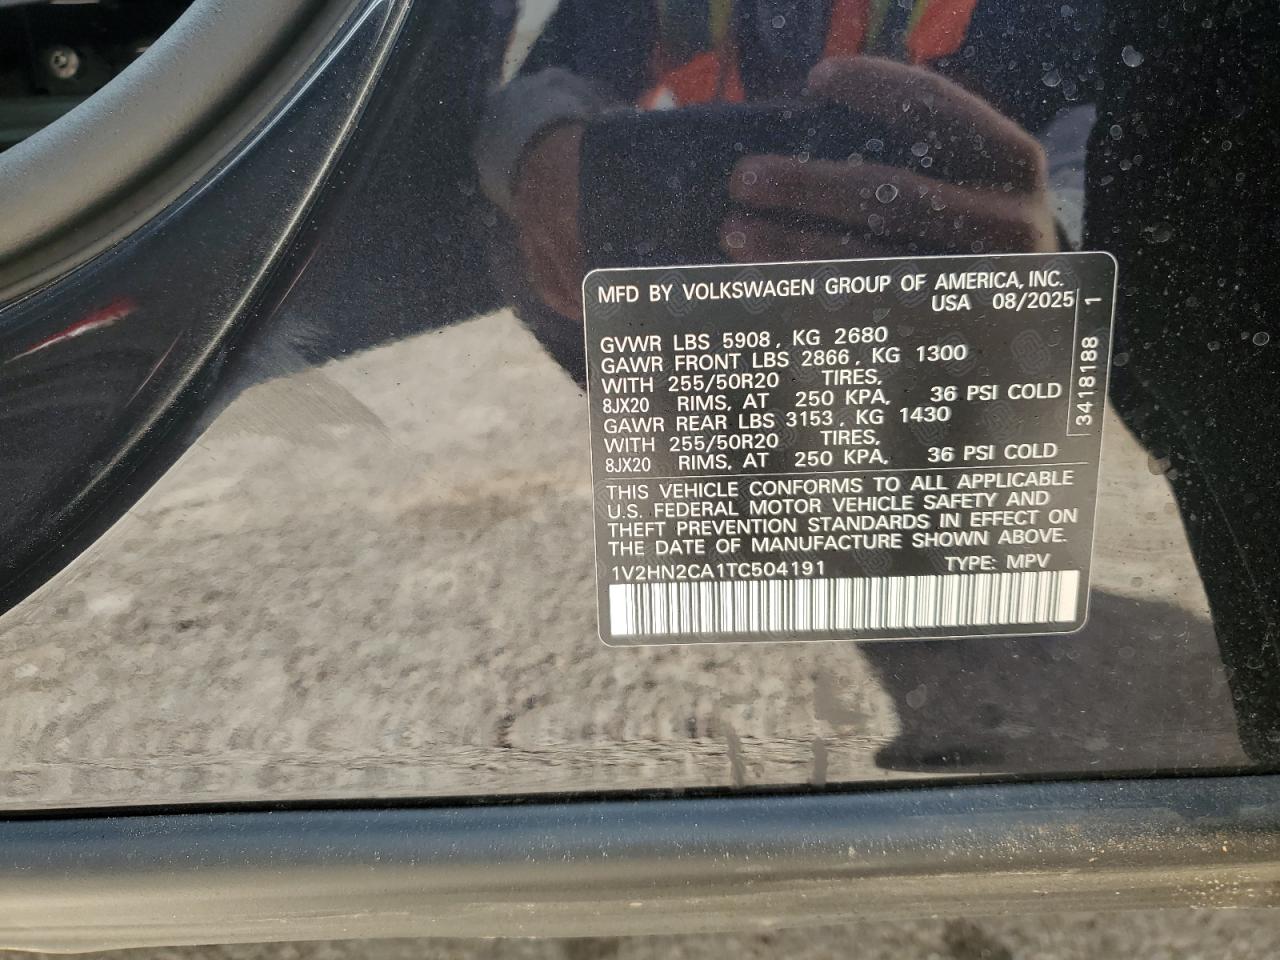 MFD BY VOLKSWAGEN GROUP OF AMERICA, INC.
USA 08/2025
GVWR LBS 5908, KG 2680
GAWR FRONT LBS 2866, KG 1300
WITH 255/50R20 TIRES,
8JX20 RIMS, AT 250 KPA, 36 PSI COLD
GAWR REAR LBS 3153, KG 1430
WITH 255/50R20 TIRES,
8JX20 RIMS, AT 250 KPA, 36 PSI COLD
THIS VEHICLE CONFORMS TO ALL APPLICABLE
U.S. FEDERAL MOTOR VEHICLE SAFETY AND
THEFT PREVENTION STANDARDS IN EFFECT ON
THE DATE OF MANUFACTURE SHOWN ABOVE.
1V2HN2CA1TC504191 TYPE: MPV
3418188 1